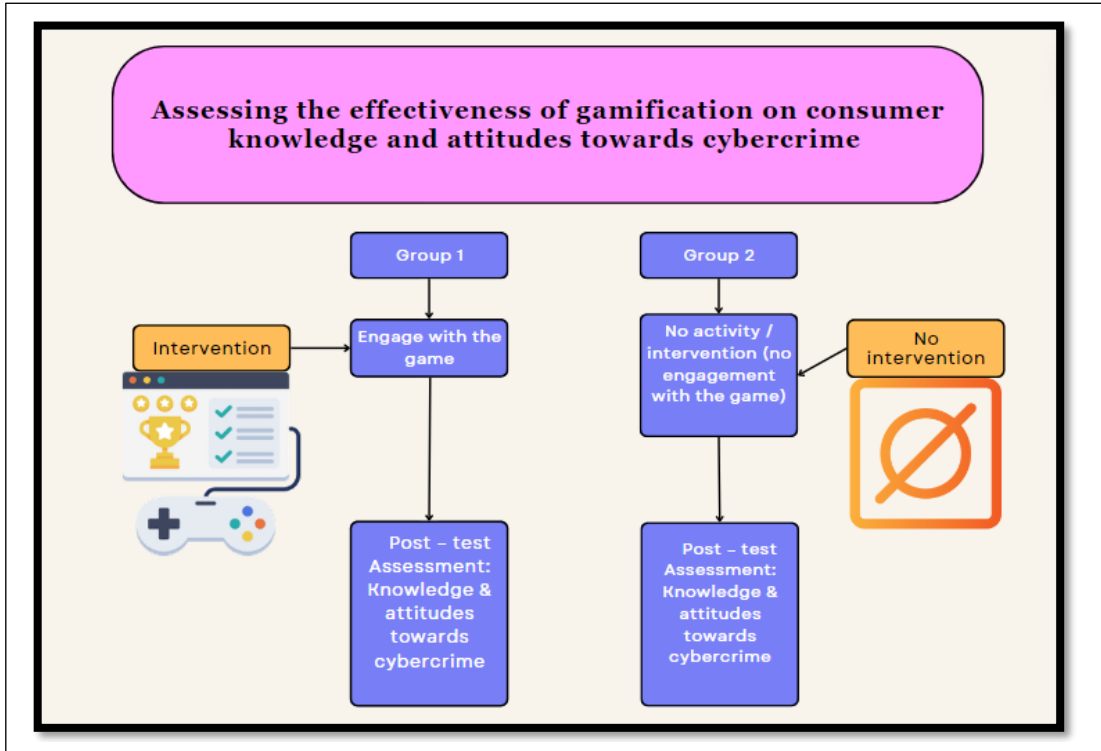 Assessing the effectiveness of gamification on consumer
knowledge and attitudes towards cybercrime
Group 1
Group 2
Intervention
Engage with the
game
No activity /
intervention (no
engagement
with the game)
No
intervention
Post – test
Assessment:
Knowledge &
attitudes
towards
cybercrime
Post – test
Assessment:
Knowledge &
attitudes
towards
cybercrime